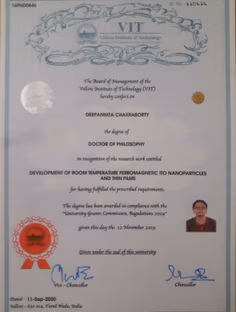 VIT
Vellore Institute of Technology
The Board of Management of the
Vellore Institute of Technology (VIT)
hereby confers on
DEEPANNITA CHAKRABORTY
the degree of
DOCTOR OF PHILOSOPHY
in recognition of the research work entitled
DEVELOPMENT OF ROOM TEMPERATURE FERROMAGNETIC ITO NANOPARTICLES
AND THIN FILMS
for having fulfilled the prescribed requirements.
The degree has been awarded in compliance with the
"University Grants Commission, Regulations 2009"
given this day the 12 November 2019
Given under the seal of this university
Vice - Chancellor
Chancellor
Dated : 11-Sep-2020
Vellore - 632 014, Tamil Nadu, India